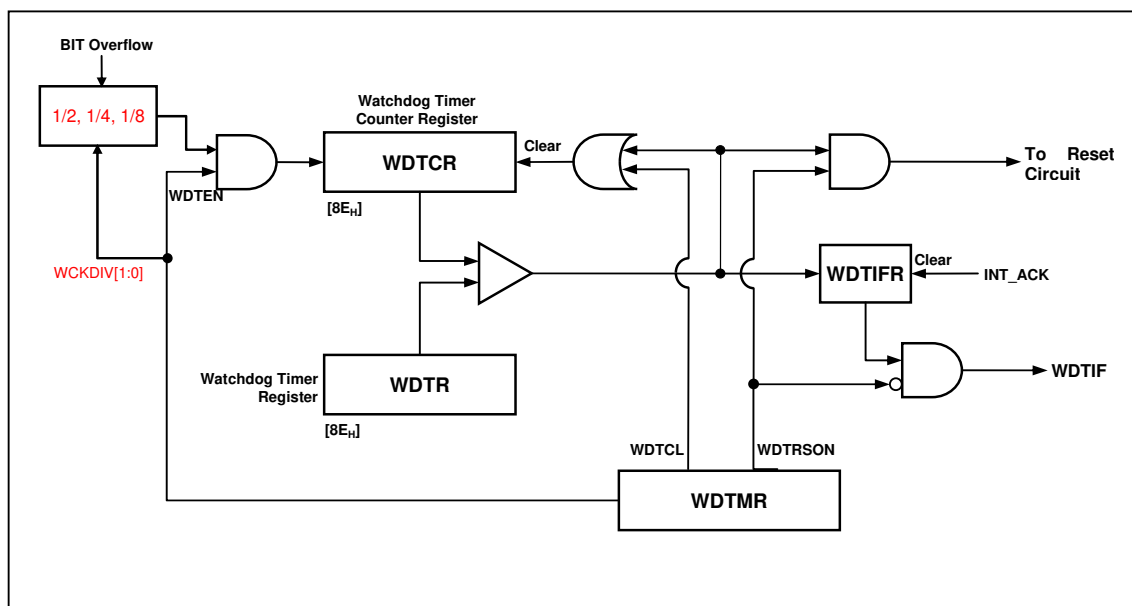 BIT Overflow
1/2, 1/4, 1/8
Watchdog Timer
Counter Register
WDTCR
Clear
To Reset
Circuit
WDTEN
[8EH]
WCKDIV[1:0]
Clear
WDTIFR
INT_ACK
Watchdog Timer
Register
WDTR
WDTIF
[8EH]
WDTCL
WDTRSON
WDTMR